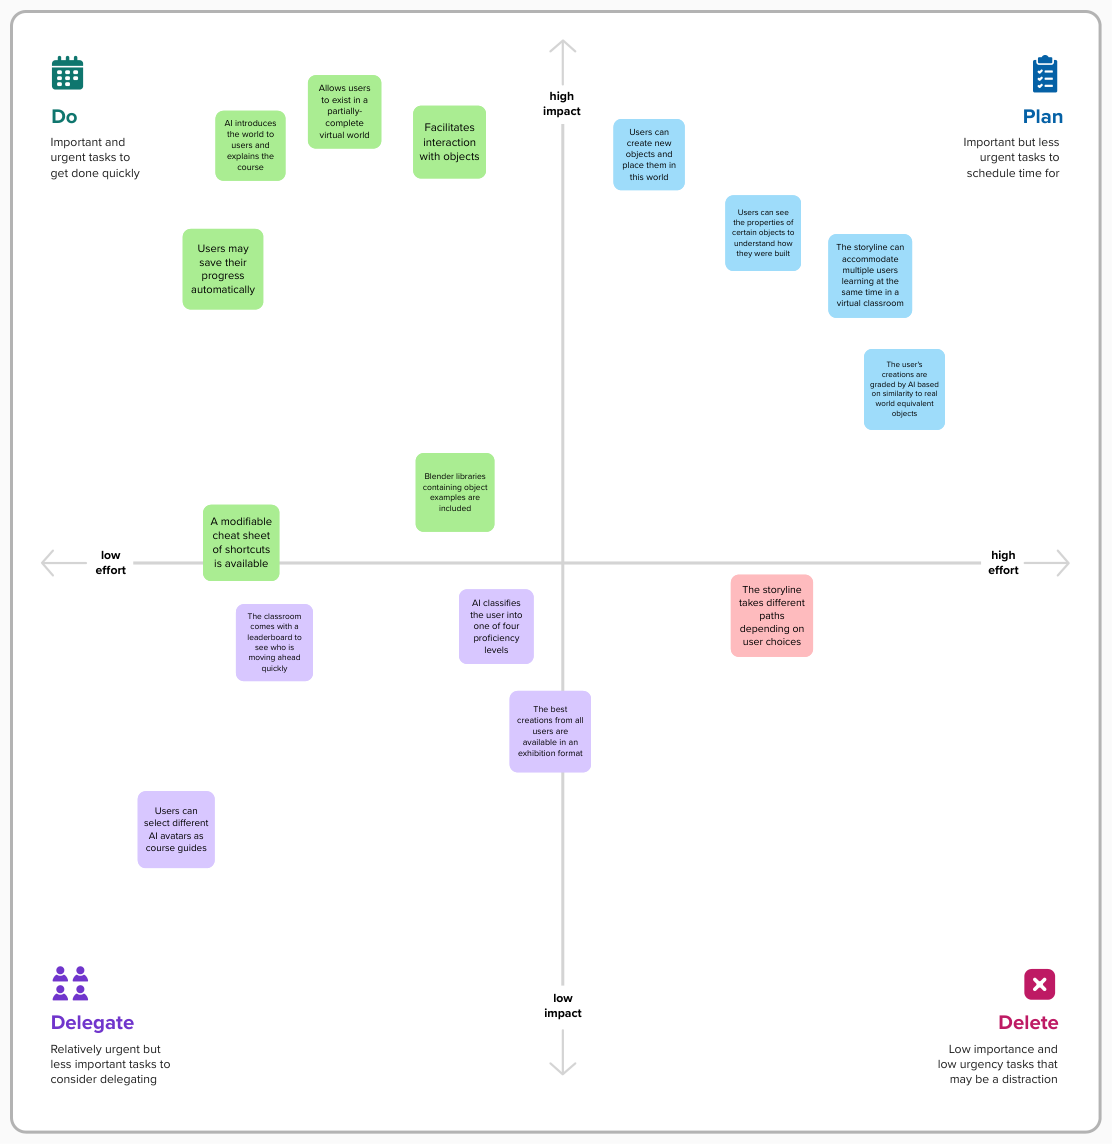 high
impact
Do
Important and
urgent tasks to
get done quickly
Plan
Important but less
urgent tasks to
schedule time for
Allows users
to exist in a
partially-
complete
virtual world
AI introduces
the world to
users and
explains the
course
Facilitates
interaction
with objects
Users can
create new
objects and
place them in
this world
Users can see
the properties of
certain objects to
understand how
they were built
Users may
save their
progress
automatically
The storyline can
accommodate
multiple users
learning at the
same time in a
virtual classroom
The user's
creations are
graded by AI based
on similarity to real
world equivalent
objects
Blender libraries
containing object
examples are
included
A modifiable
cheat sheet
of shortcuts
is available
low
effort
high
effort
The classroom
comes with a
leaderboard to
see who is
moving ahead
quickly
AI classifies
the user into
one of four
proficiency
levels
The storyline
takes different
paths
depending on
user choices
The best
creations from all
users are
available in an
exhibition format
Users can
select different
AI avatars as
course guides
low
impact
Delegate
Relatively urgent but
less important tasks to
consider delegating
Delete
Low importance and
low urgency tasks that
may be a distraction